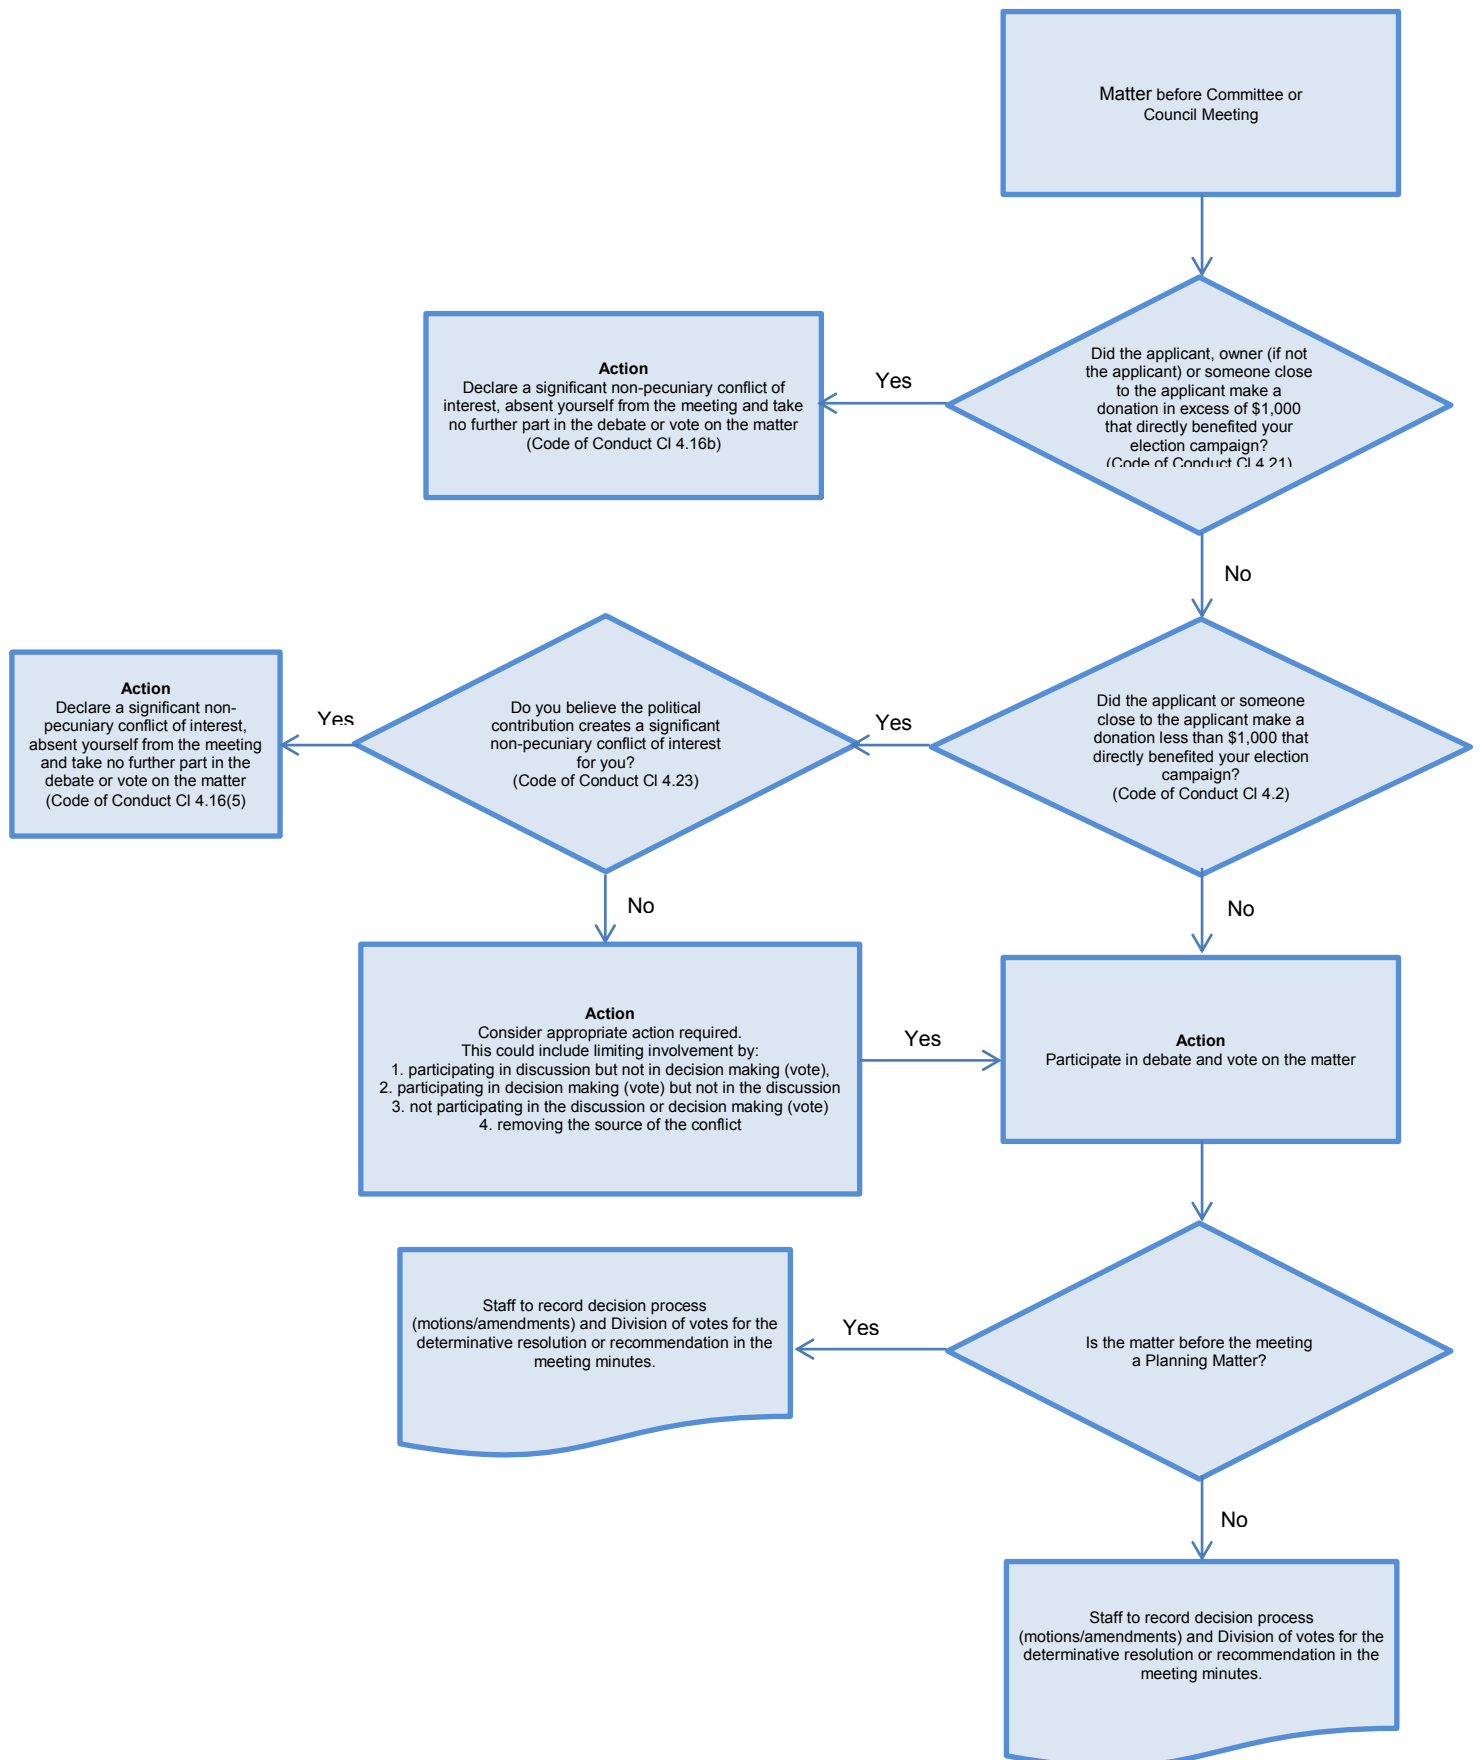 Matter before Committee or
Council Meeting
Did the applicant, owner (if not
the applicant) or someone close
to the applicant make a
donation in excess of $1,000
that directly benefited your
election campaign?
(Code of Conduct Cl 4.21)
Yes
Action
Declare a significant non-pecuniary conflict of
interest, absent yourself from the meeting and take
no further part in the debate or vote on the matter
(Code of Conduct Cl 4.16b)
No
Did the applicant or someone
close to the applicant make a
donation less than $1,000 that
directly benefited your election
campaign?
(Code of Conduct Cl 4.2)
Yes
Do you believe the political
contribution creates a significant
non-pecuniary conflict of interest
for you?
(Code of Conduct Cl 4.23)
Yes
Action
Declare a significant non-
pecuniary conflict of interest,
absent yourself from the meeting
and take no further part in the
debate or vote on the matter
(Code of Conduct Cl 4.16(5)
No
Action
Consider appropriate action required.
This could include limiting involvement by:
1. participating in discussion but not in decision making (vote),
2. participating in decision making (vote) but not in the discussion
3. not participating in the discussion or decision making (vote)
4. removing the source of the conflict
Yes
No
Action
Participate in debate and vote on the matter
Is the matter before the meeting
a Planning Matter?
Yes
Staff to record decision process
(motions/amendments) and Division of votes for the
determinative resolution or recommendation in the
meeting minutes.
No
Staff to record decision process
(motions/amendments) and Division of votes for the
determinative resolution or recommendation in the
meeting minutes.